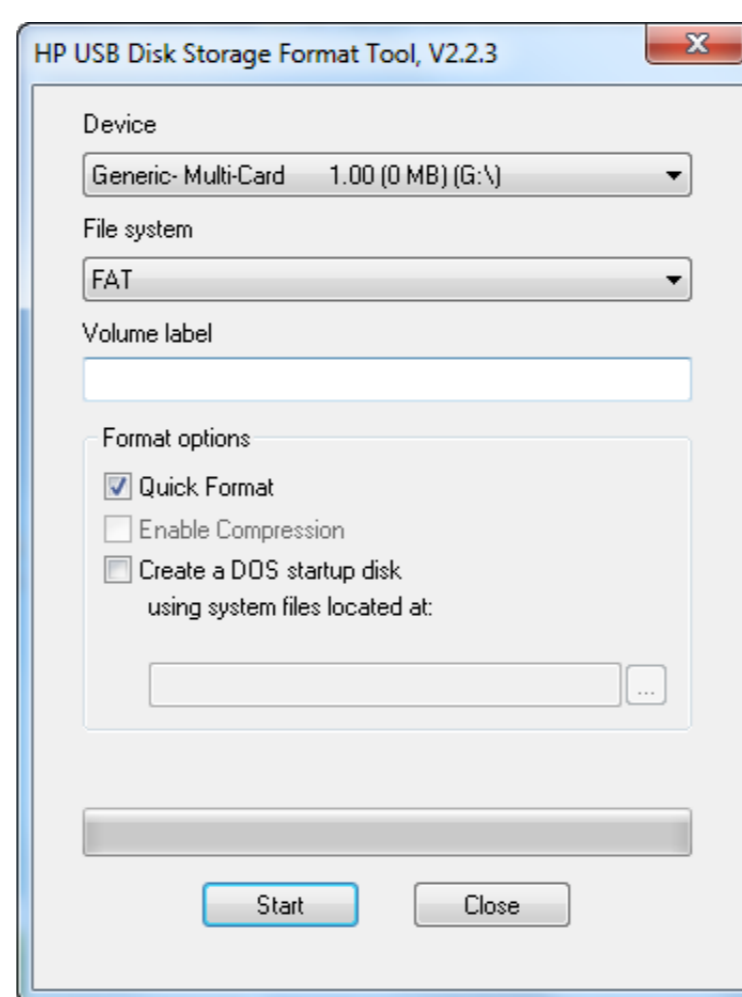 HP USB Disk Storage Format Tool, V2.2.3
Device
Generic- Multi-Card 1.00 (0 MB) (G:\)
File system
FAT
Volume label
Format options
Quick Format
Enable Compression
Create a DOS startup disk
using system files located at:
...
Start
Close